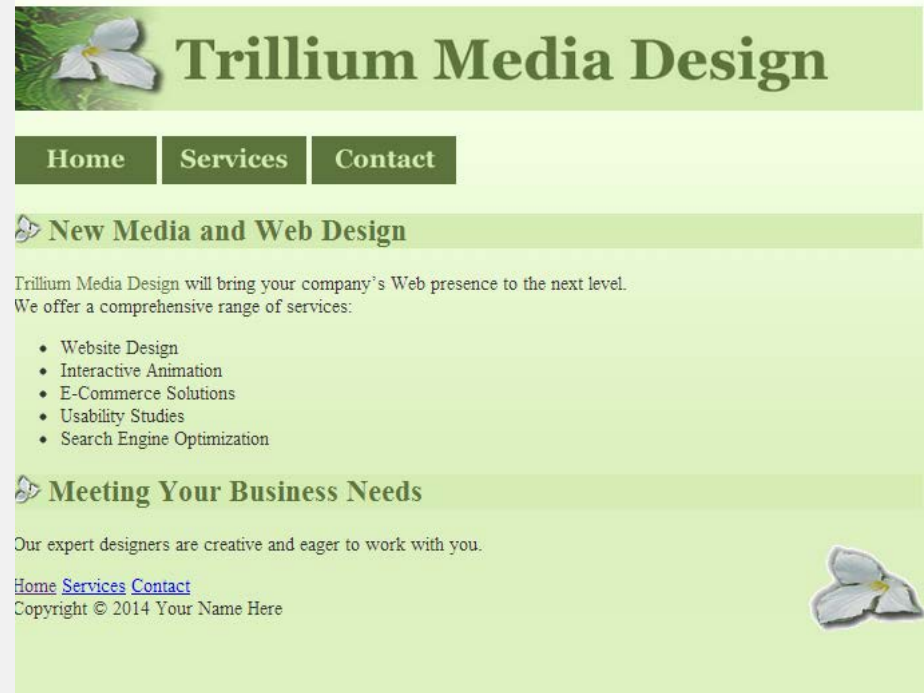 Trillium Media Design
Home Services Contact
New Media and Web Design
Trillium Media Design will bring your company’s Web presence to the next level.
We offer a comprehensive range of services:
• Website Design
• Interactive Animation
• E-Commerce Solutions
• Usability Studies
• Search Engine Optimization
Meeting Your Business Needs
Our expert designers are creative and eager to work with you.
Home Services Contact
Copyright © 2014 Your Name Here